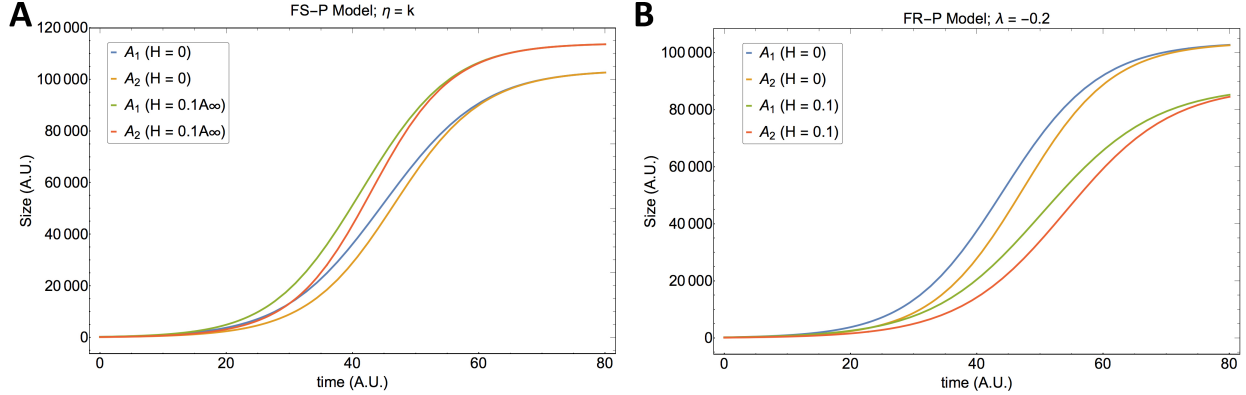 A
FS-P Model; η = k
120 000
100 000
80 000
60 000
40 000
20 000
0
Size (A.U.)
A₁ (H = 0)
A₂ (H = 0)
A₁ (H = 0.1A∞)
A₂ (H = 0.1A∞)
0 20 40 60 80
time (A.U.)
B
FR-P Model; λ = -0.2
100 000
80 000
60 000
40 000
20 000
0
Size (A.U.)
A₁ (H = 0)
A₂ (H = 0)
A₁ (H = 0.1)
A₂ (H = 0.1)
0 20 40 60 80
time (A.U.)